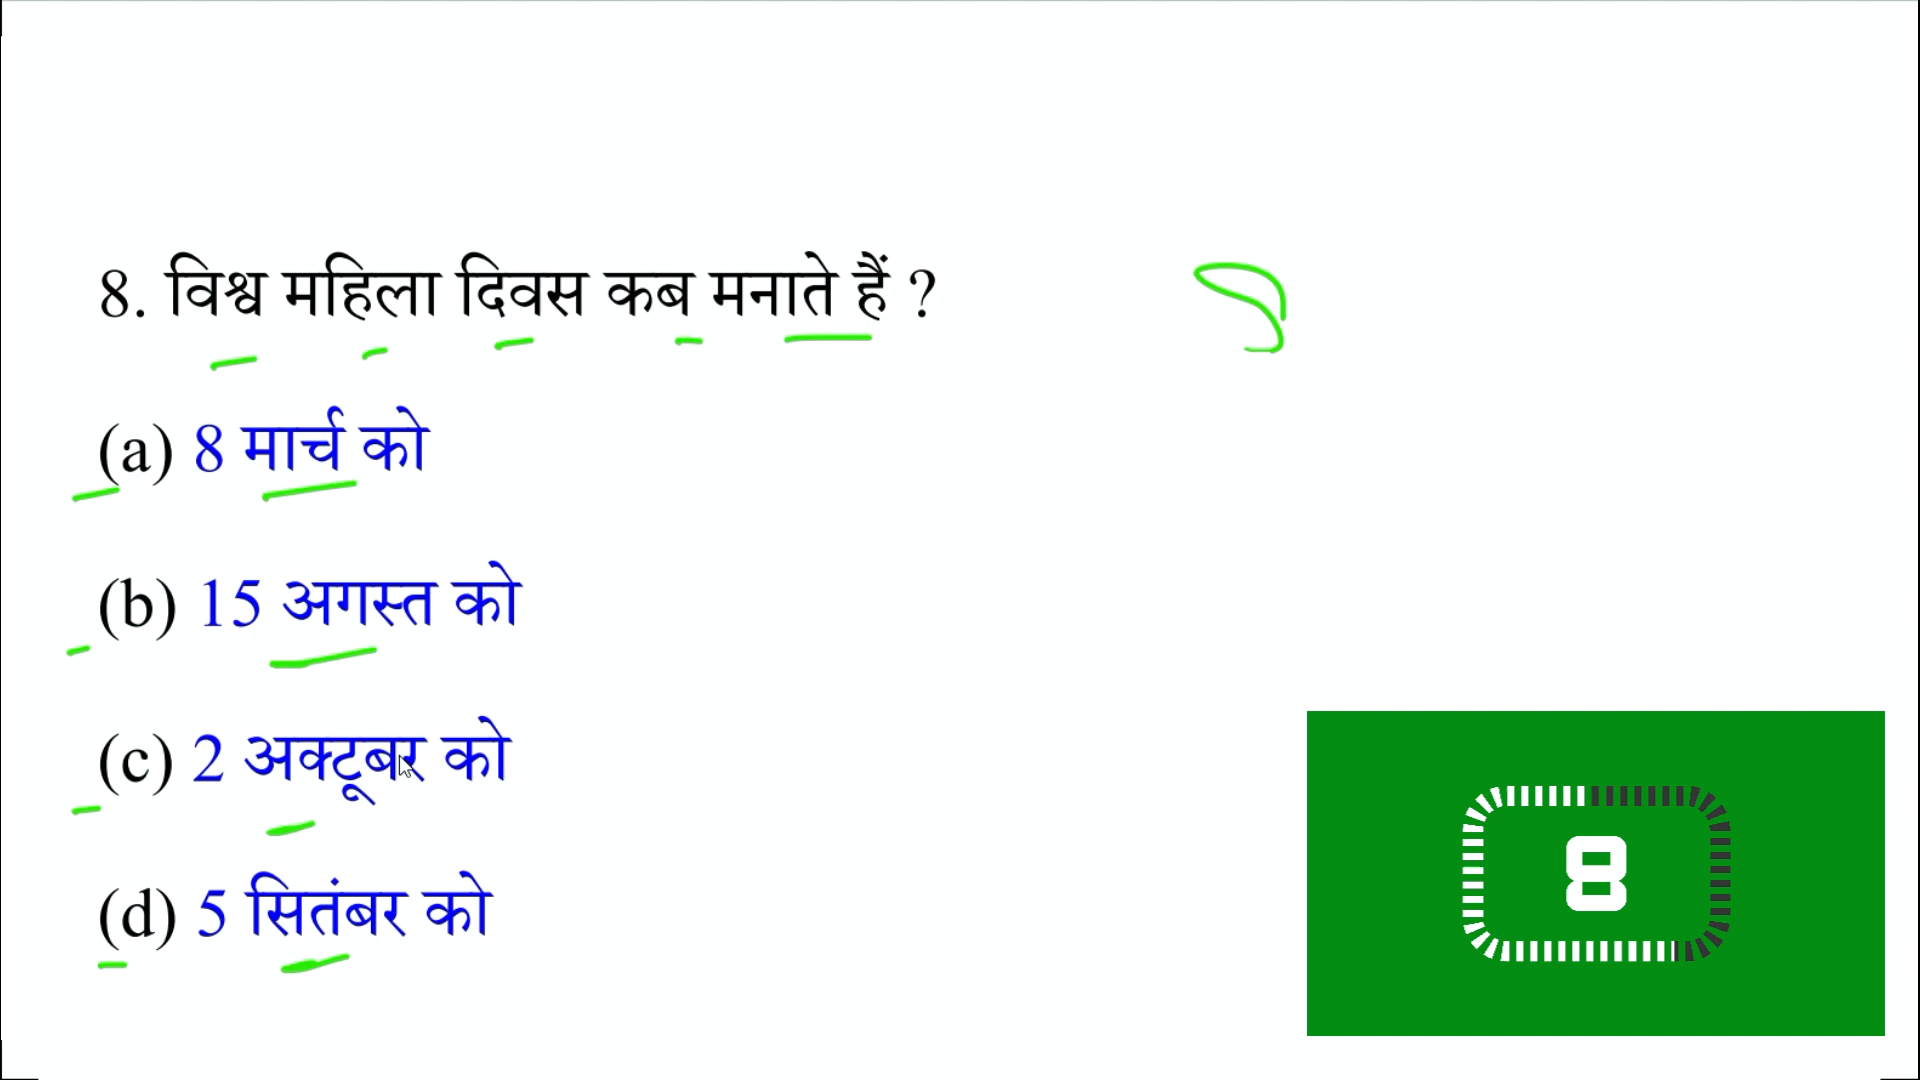 8. विश्व महिला दिवस कब मनाते हैं ?
(a) 8 मार्च को
(b) 15 अगस्त को
(c) 2 अक्टूबर को
(d) 5 सितंबर को
8